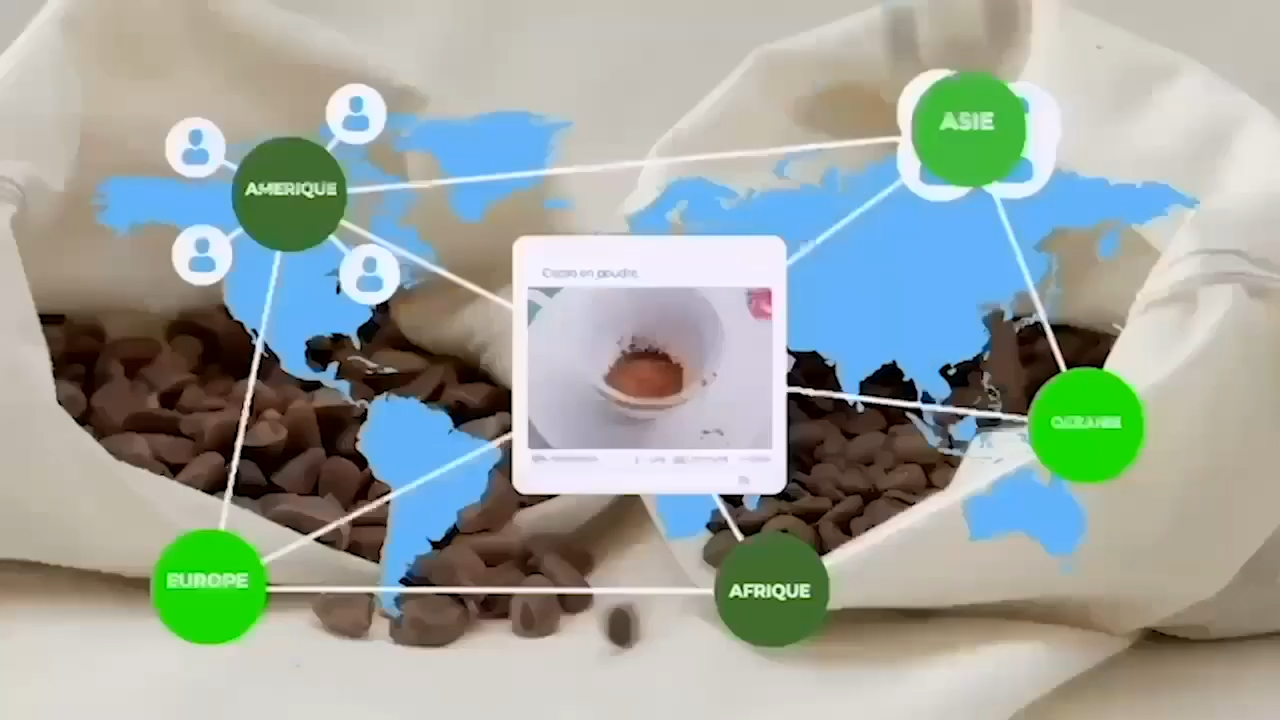 ASIE
AMERIQUE
Cacao en poudre
OCEANIE
EUROPE
AFRIQUE